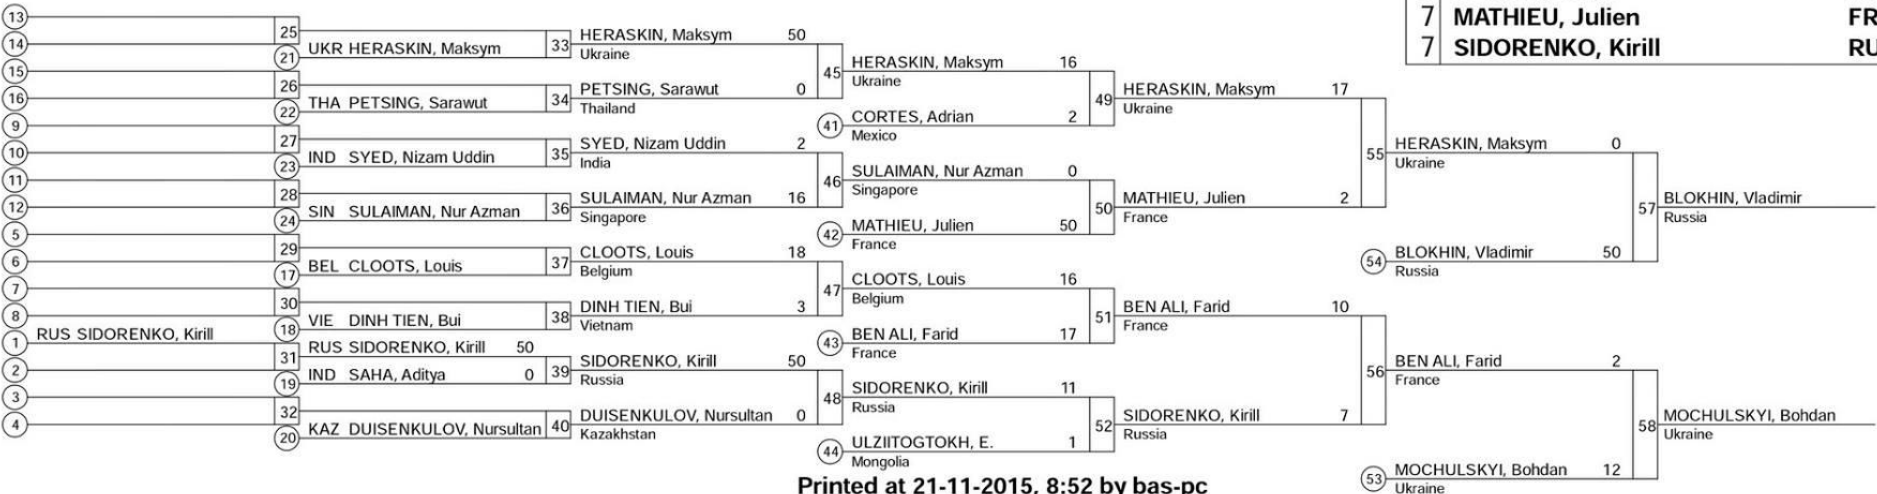 13
7 MATHIEU, Julien FR
25
HERASKIN, Maksym 50
14
UKR HERASKIN, Maksym
33
Ukraine
7 SIDORENKO, Kirill RU
21
HERASKIN, Maksym 16
15
45
Ukraine
26
PETSING, Sarawut 0
HERASKIN, Maksym 17
16
THA PETSING, Sarawut
34
Thailand
49
Ukraine
22
CORTES, Adrian 2
9
41
Mexico
27
SYED, Nizam Uddin 2
HERASKIN, Maksym 0
10
IND SYED, Nizam Uddin
35
India
55
Ukraine
23
SULAIMAN, Nur Azman 0
11
46
Singapore
28
SULAIMAN, Nur Azman 16
MATHIEU, Julien 2
BLOKHIN, Vladimir
12
SIN SULAIMAN, Nur Azman
36
Singapore
50
France
57
Russia
24
MATHIEU, Julien 50
5
42
France
29
CLOOTS, Louis 18
BLOKHIN, Vladimir 50
6
BEL CLOOTS, Louis
37
Belgium
54
Russia
17
CLOOTS, Louis 16
7
47
Belgium
30
DINH TIEN, Bui 3
BEN ALI, Farid 10
8
VIE DINH TIEN, Bui
38
Vietnam
51
France
18
RUS SIDORENKO, Kirill
BEN ALI, Farid 17
1
RUS SIDORENKO, Kirill 50
43
France
31
SIDORENKO, Kirill 50
BEN ALI, Farid 2
2
IND SAHA, Aditya 0
39
Russia
56
France
19
SIDORENKO, Kirill 11
3
48
Russia
32
DUISENKULOV, Nursultan 0
SIDORENKO, Kirill 7
MOCHULSKYI, Bohdan
4
KAZ DUISENKULOV, Nursultan
40
Kazakhstan
52
Russia
58
Ukraine
20
ULZIITOGTOKH, E. 1
44
Mongolia
MOCHULSKYI, Bohdan 12
53
Ukraine
Printed at 21-11-2015, 8:52 by bas-pc